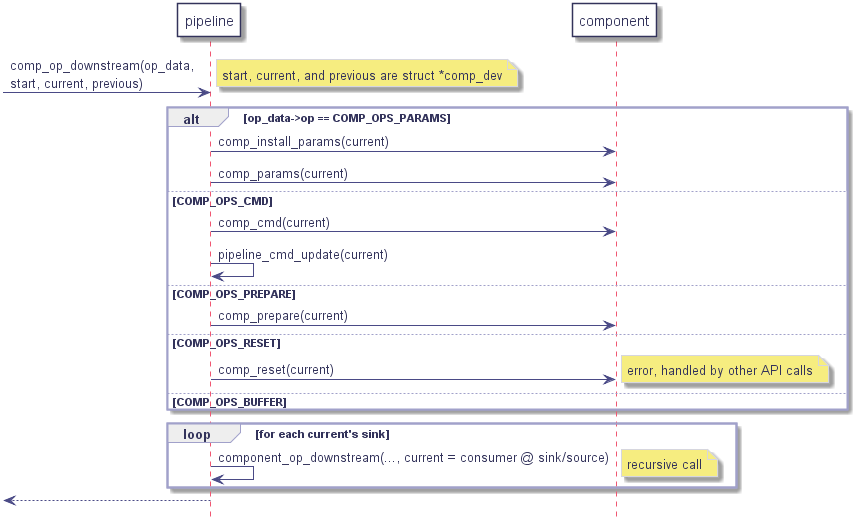 pipeline
component
comp_op_downstream(op_data,
start, current, previous)
start, current, and previous are struct *comp_dev
alt
[op_data->op == COMP_OPS_PARAMS]
comp_install_params(current)
comp_params(current)
[COMP_OPS_CMD]
comp_cmd(current)
pipeline_cmd_update(current)
[COMP_OPS_PREPARE]
comp_prepare(current)
[COMP_OPS_RESET]
comp_reset(current)
error, handled by other API calls
[COMP_OPS_BUFFER]
loop
[for each current's sink]
component_op_downstream(..., current = consumer @ sink/source)
recursive call